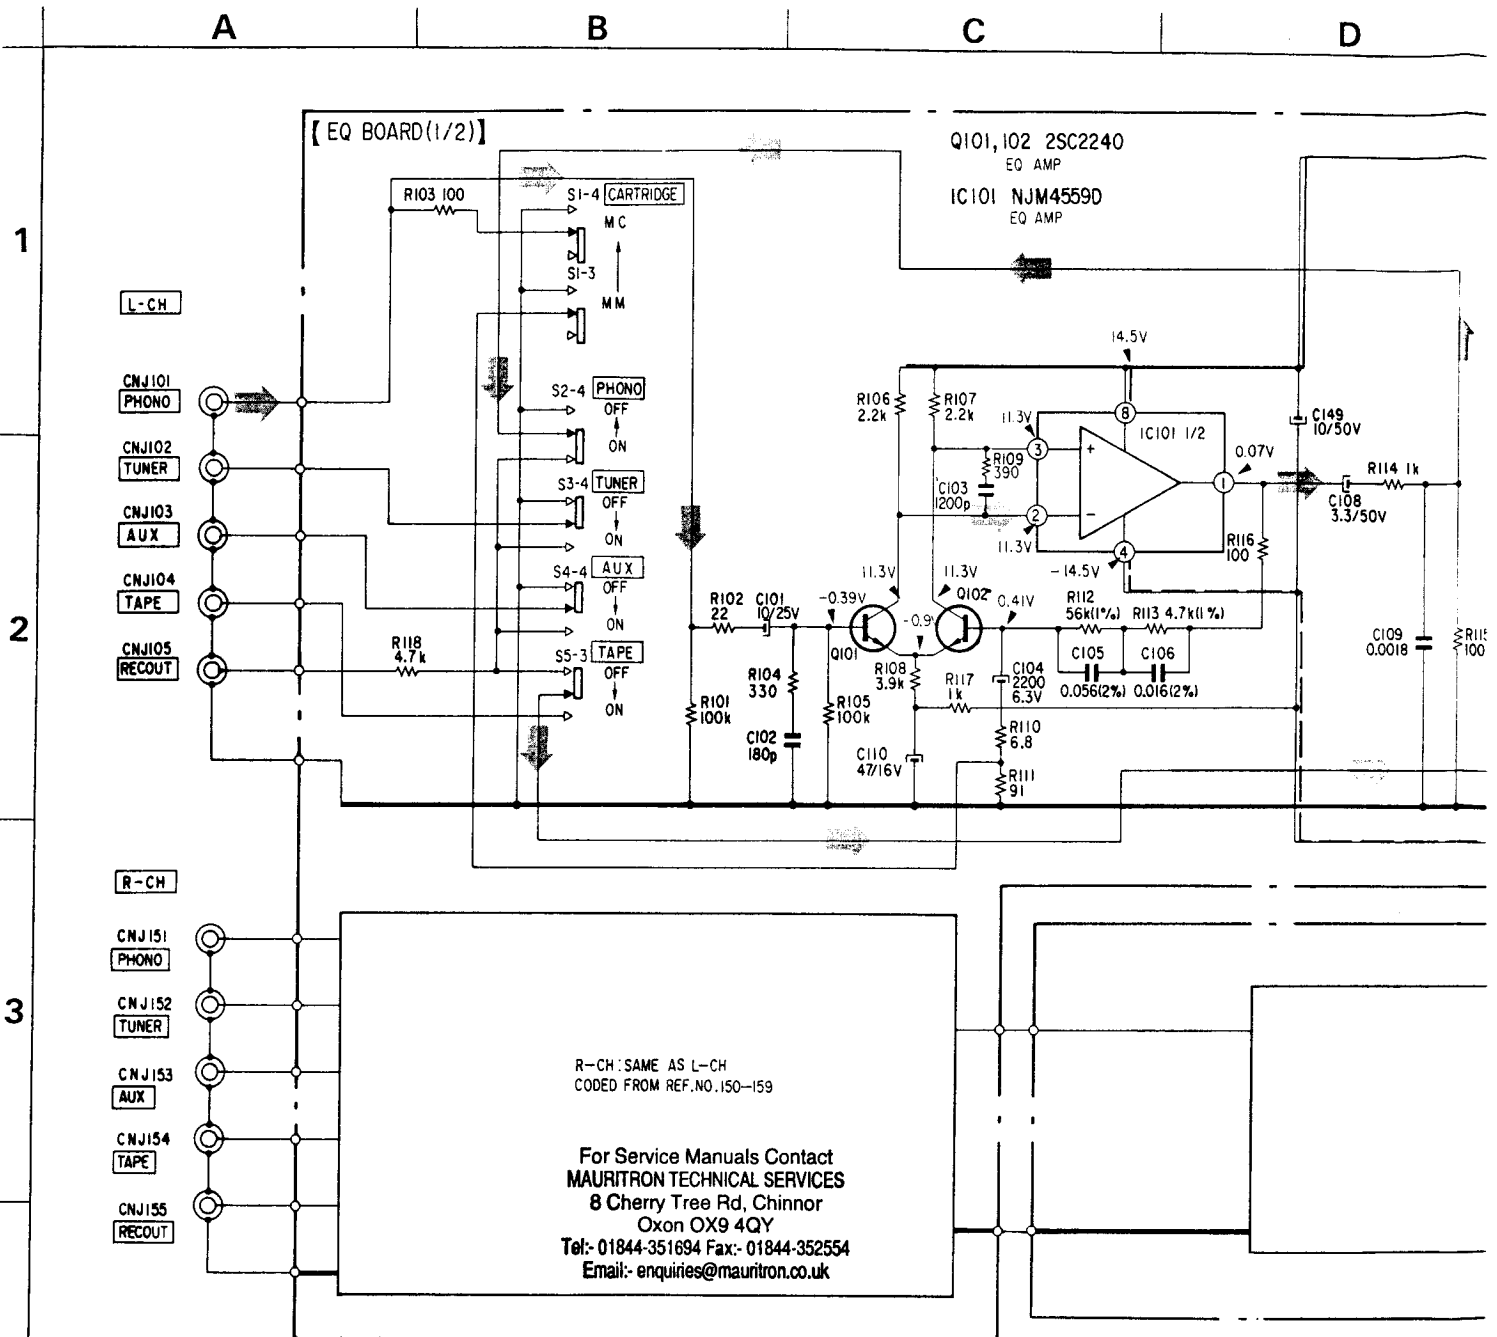 A B C D
1
2
3
【 EQ BOARD(1/2)】
Q101,102 2SC2240
EQ AMP
IC101 NJM4559D
EQ AMP
R103 100
S1-4 CARTRIDGE
MC
S1-3
MM
L-CH
CNJ101
PHONO
CNJ102
TUNER
CNJ103
AUX
CNJ104
TAPE
CNJ105
RECOUT
S2-4 PHONO
OFF
ON
S3-4 TUNER
OFF
ON
S4-4 AUX
OFF
ON
S5-3 TAPE
OFF
ON
R118
4.7k
R102
22
C101
10/25V
R101
100k
R104
330
C102
180p
R105
100k
-0.39V
Q101
11.3V
11.3V
Q102
-0.9V
0.41V
R106
2.2k
R107
2.2k
14.5V
8
11.3V
3
IC101 1/2
+
R109
390
C103
1200p
2
-
11.3V
4
-14.5V
1
0.07V
C149
10/50V
R114 1k
C108
3.3/50V
R116
100
R112
56k(1%)
R113 4.7k(1%)
C105
0.056(2%)
C106
0.016(2%)
R108
3.9k
R117
1k
C104
2200
6.3V
R110
6.8
R111
91
C110
47/16V
C109
0.0018
R115
100
R-CH
CNJ151
PHONO
CNJ152
TUNER
CNJ153
AUX
CNJ154
TAPE
CNJ155
RECOUT
R-CH:SAME AS L-CH
CODED FROM REF.NO.150-159
For Service Manuals Contact
MAURITRON TECHNICAL SERVICES
8 Cherry Tree Rd, Chinnor
Oxon OX9 4QY
Tel:- 01844-351694 Fax:- 01844-352554
Email:- enquiries@mauritron.co.uk